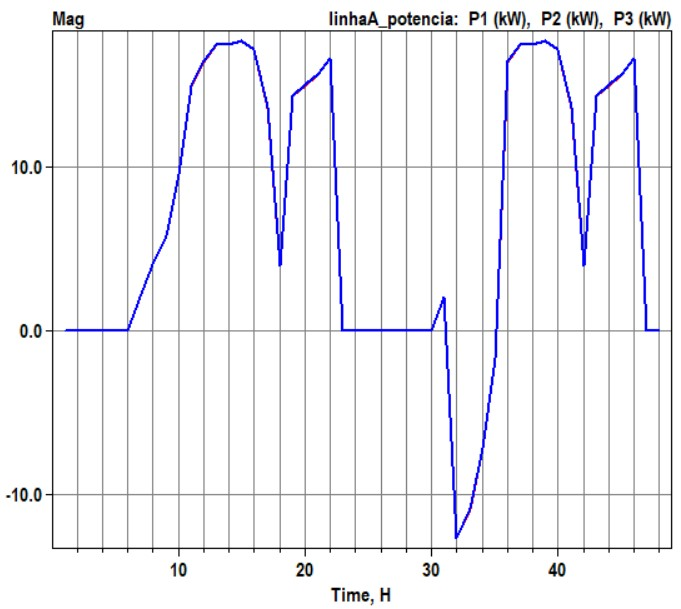 Mag linhaA_potencia: P1 (kW), P2 (kW), P3 (kW)
10.0
0.0
-10.0
10 20 30 40
Time, H